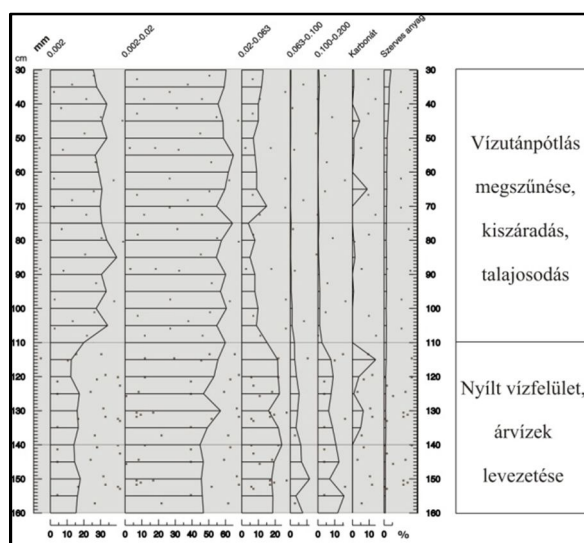 mm
0.002
0.002-0.02
0.02-0.063
0.063-0.100
0.100-0.200
Karbonát
Szerves anyag
cm
30 30
40 40
50 50
60 60
70 70
80 80
90 90
100 100
110 110
120 120
130 130
140 140
150 150
160 160
Vízutánpótlás
megszűnése,
kiszáradás,
talajosodás
Nyílt vízfelület,
árvízek
levezetése
0 10 20 30 0 10 20 30 40 50 60 0 10 20 0 10 0 10 0 10 0 %